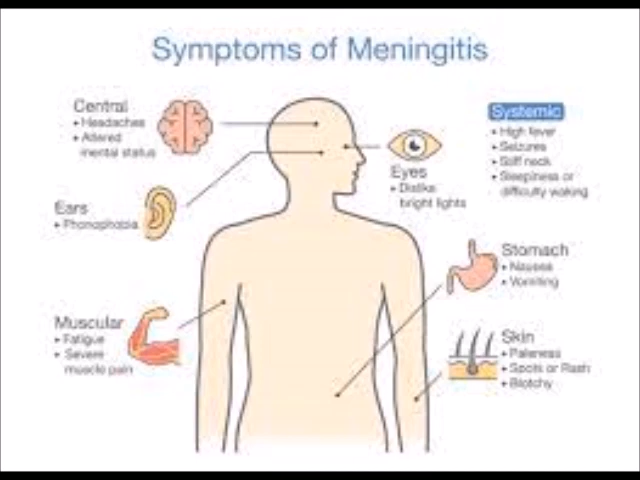 Symptoms of Meningitis
Central
• Headaches
• Altered
mental status
Ears
• Phonophobia
Muscular
• Fatigue
• Severe
muscle pain
Eyes
• Dislike
bright lights
Systemic
• High fever
• Seizures
• Stiff neck
• Sleepiness or
difficulty waking
Stomach
• Nausea
• Vomiting
Skin
• Paleness
• Spots or Rash
• Blotchy